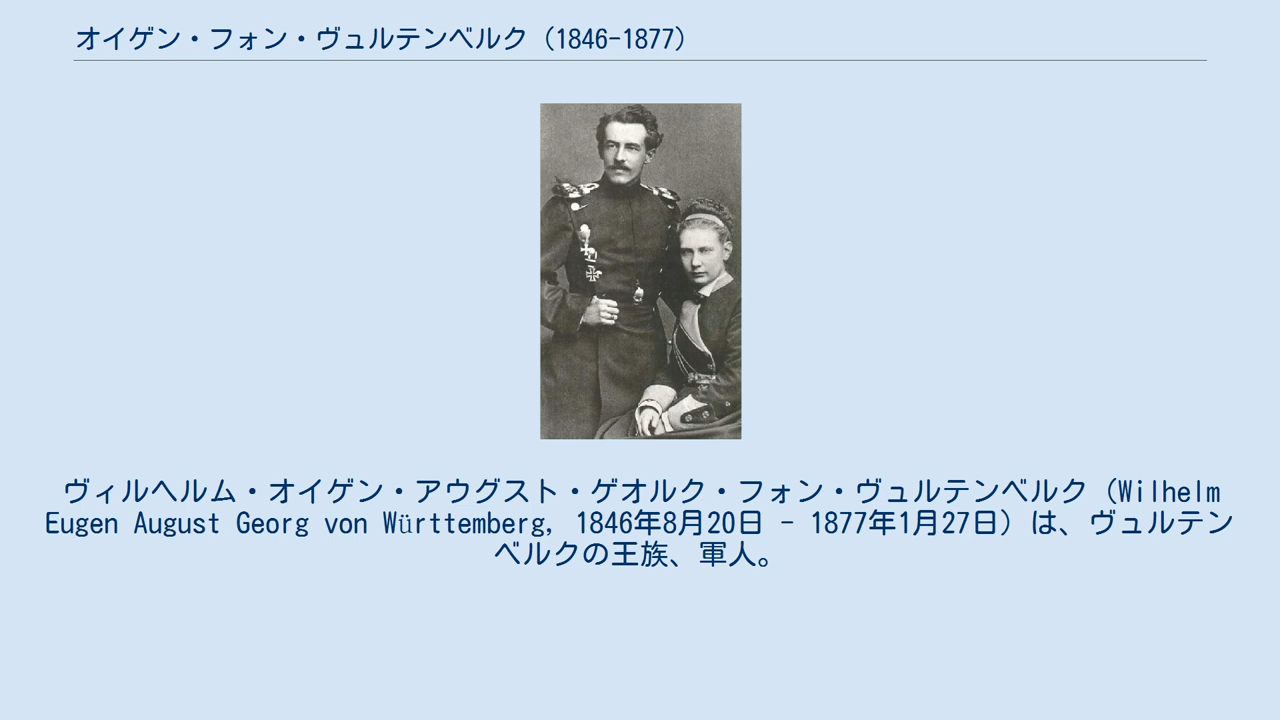 オイゲン・フォン・ヴュルテンベルク（1846-1877）
ヴィルヘルム・オイゲン・アウグスト・ゲオルク・フォン・ヴュルテンベルク（Wilhelm
Eugen August Georg von Württemberg, 1846年8月20日 - 1877年1月27日）は、ヴュルテン
ベルクの王族、軍人。